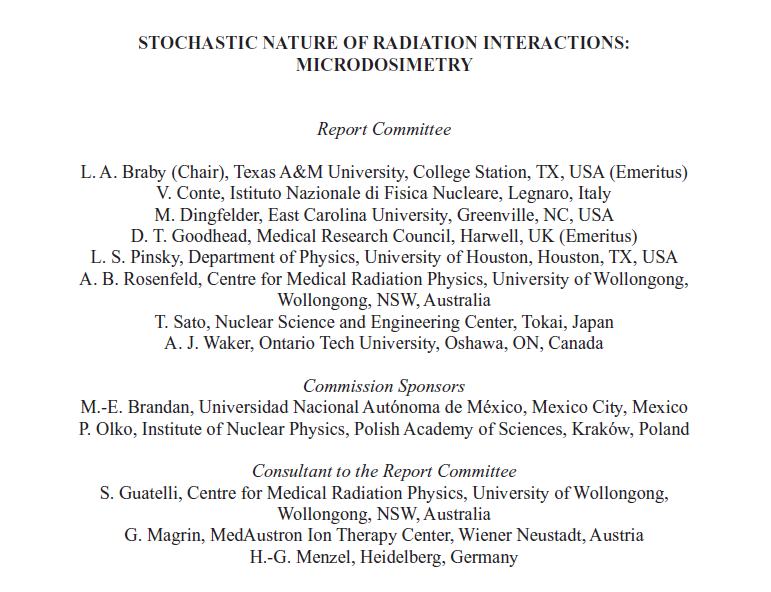 STOCHASTIC NATURE OF RADIATION INTERACTIONS:
MICRODOSIMETRY
Report Committee
L. A. Braby (Chair), Texas A&M University, College Station, TX, USA (Emeritus)
V. Conte, Istituto Nazionale di Fisica Nucleare, Legnaro, Italy
M. Dingfelder, East Carolina University, Greenville, NC, USA
D. T. Goodhead, Medical Research Council, Harwell, UK (Emeritus)
L. S. Pinsky, Department of Physics, University of Houston, Houston, TX, USA
A. B. Rosenfeld, Centre for Medical Radiation Physics, University of Wollongong,
Wollongong, NSW, Australia
T. Sato, Nuclear Science and Engineering Center, Tokai, Japan
A. J. Waker, Ontario Tech University, Oshawa, ON, Canada
Commission Sponsors
M.-E. Brandan, Universidad Nacional Autónoma de México, Mexico City, Mexico
P. Olko, Institute of Nuclear Physics, Polish Academy of Sciences, Kraków, Poland
Consultant to the Report Committee
S. Guatelli, Centre for Medical Radiation Physics, University of Wollongong,
Wollongong, NSW, Australia
G. Magrin, MedAustron Ion Therapy Center, Wiener Neustadt, Austria
H.-G. Menzel, Heidelberg, Germany